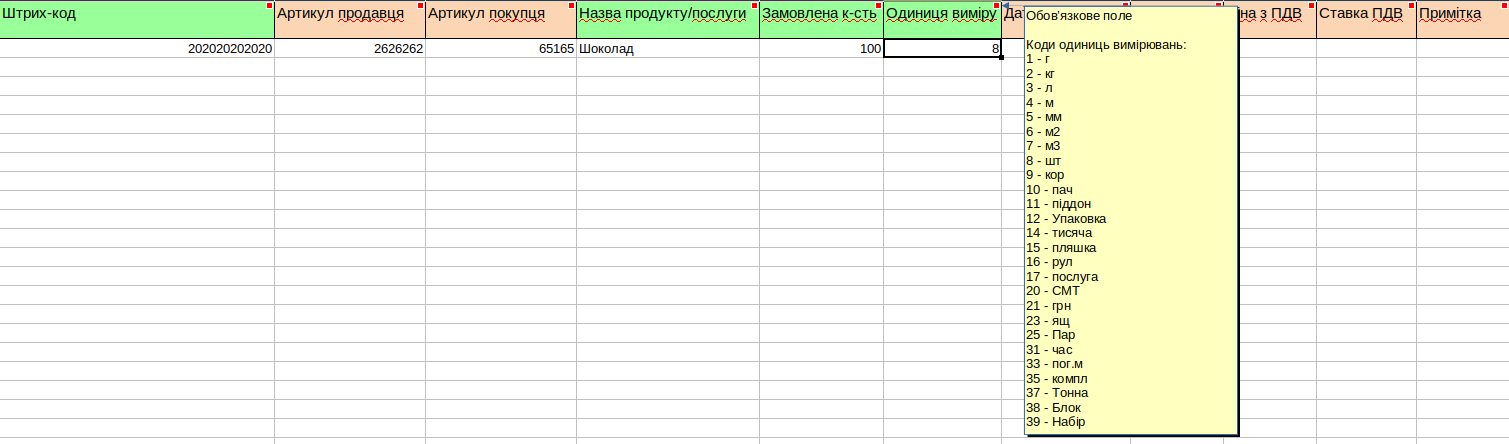 Штрих-код Артикул продавця Артикул покупця Назва продукту/послуги Замовлена к-сть Одиниця виміру на з ПДВ Ставка ПДВ Примітка
202020202020 2626262 65165 Шоколад 100 8
Обов'язкове поле
Коди одиниць вимірювань:
1 - г
2 - кг
3 - л
4 - м
5 - мм
6 - м2
7 - м3
8 - шт
9 - кор
10 - пач
11 - піддон
12 - Упаковка
14 - тисяча
15 - пляшка
16 - рул
17 - послуга
20 - СМТ
21 - грн
23 - ящ
25 - Пар
31 - час
33 - пог.м
35 - компл
37 - Тонна
38 - Блок
39 - Набір